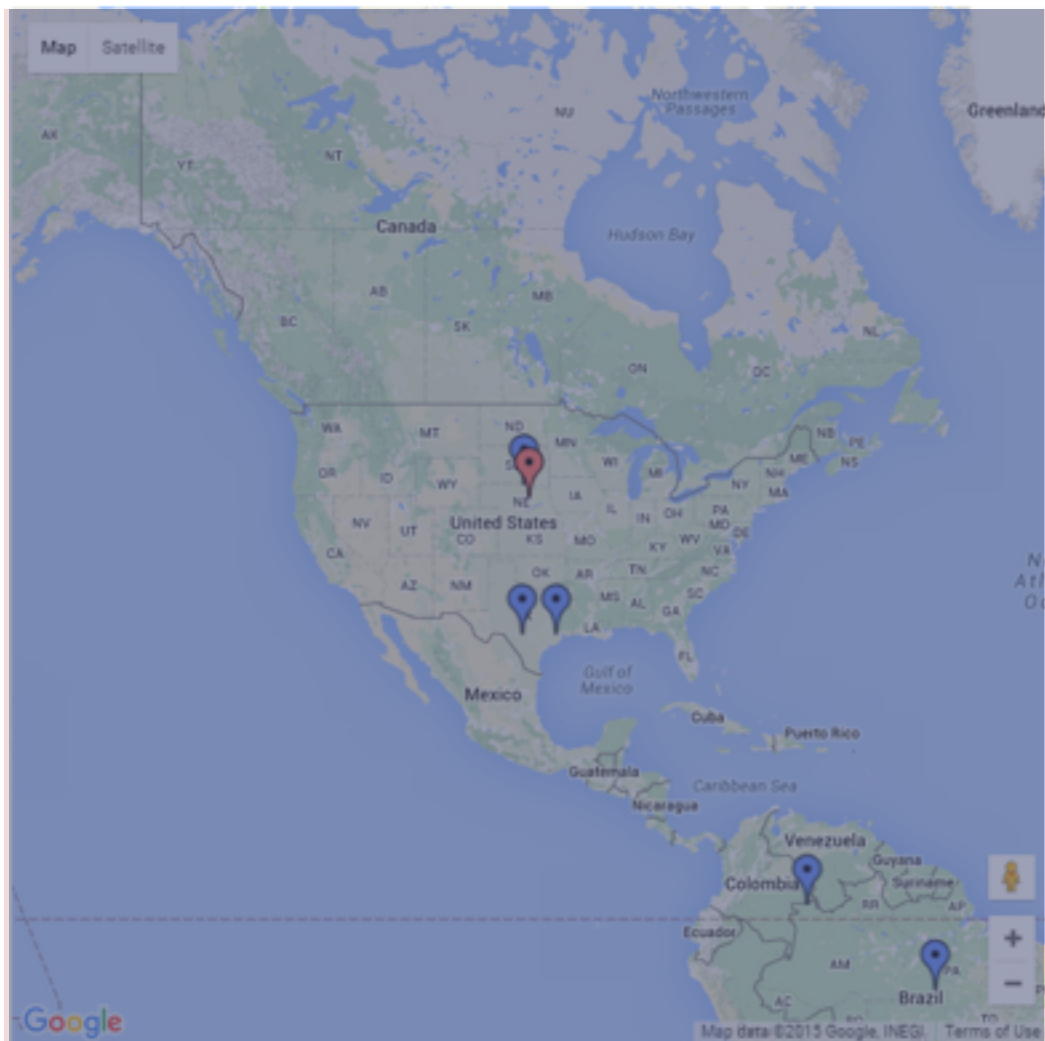 Map Satellite
Northwestern
Passages
Greenland
NU
AK
YT
NT
Canada
Hudson Bay
AB
MB
BC
SK
NL
ON
QC
WA
ND
MT
MN
NB
PE
OR
ID
WI
MI
ME
NS
NH
WY
NY
MA
NE
IA
IL
IN
OH
PA
MD
DE
NV
UT
United States
CO
KS
MO
WV
VA
KY
CA
OK
AR
TN
NC
AZ
NM
MS
AL
SC
GA
LA
FL
Gulf of
Mexico
Mexico
Cuba
Puerto Rico
Guatemala
Caribbean Sea
Nicaragua
Venezuela
Guyana
Colombia
Suriname
RR
AP
Ecuador
AM
PA
Brazil
AC
RO
TO
Google
Map data ©2015 Google, INEGI
Terms of Use